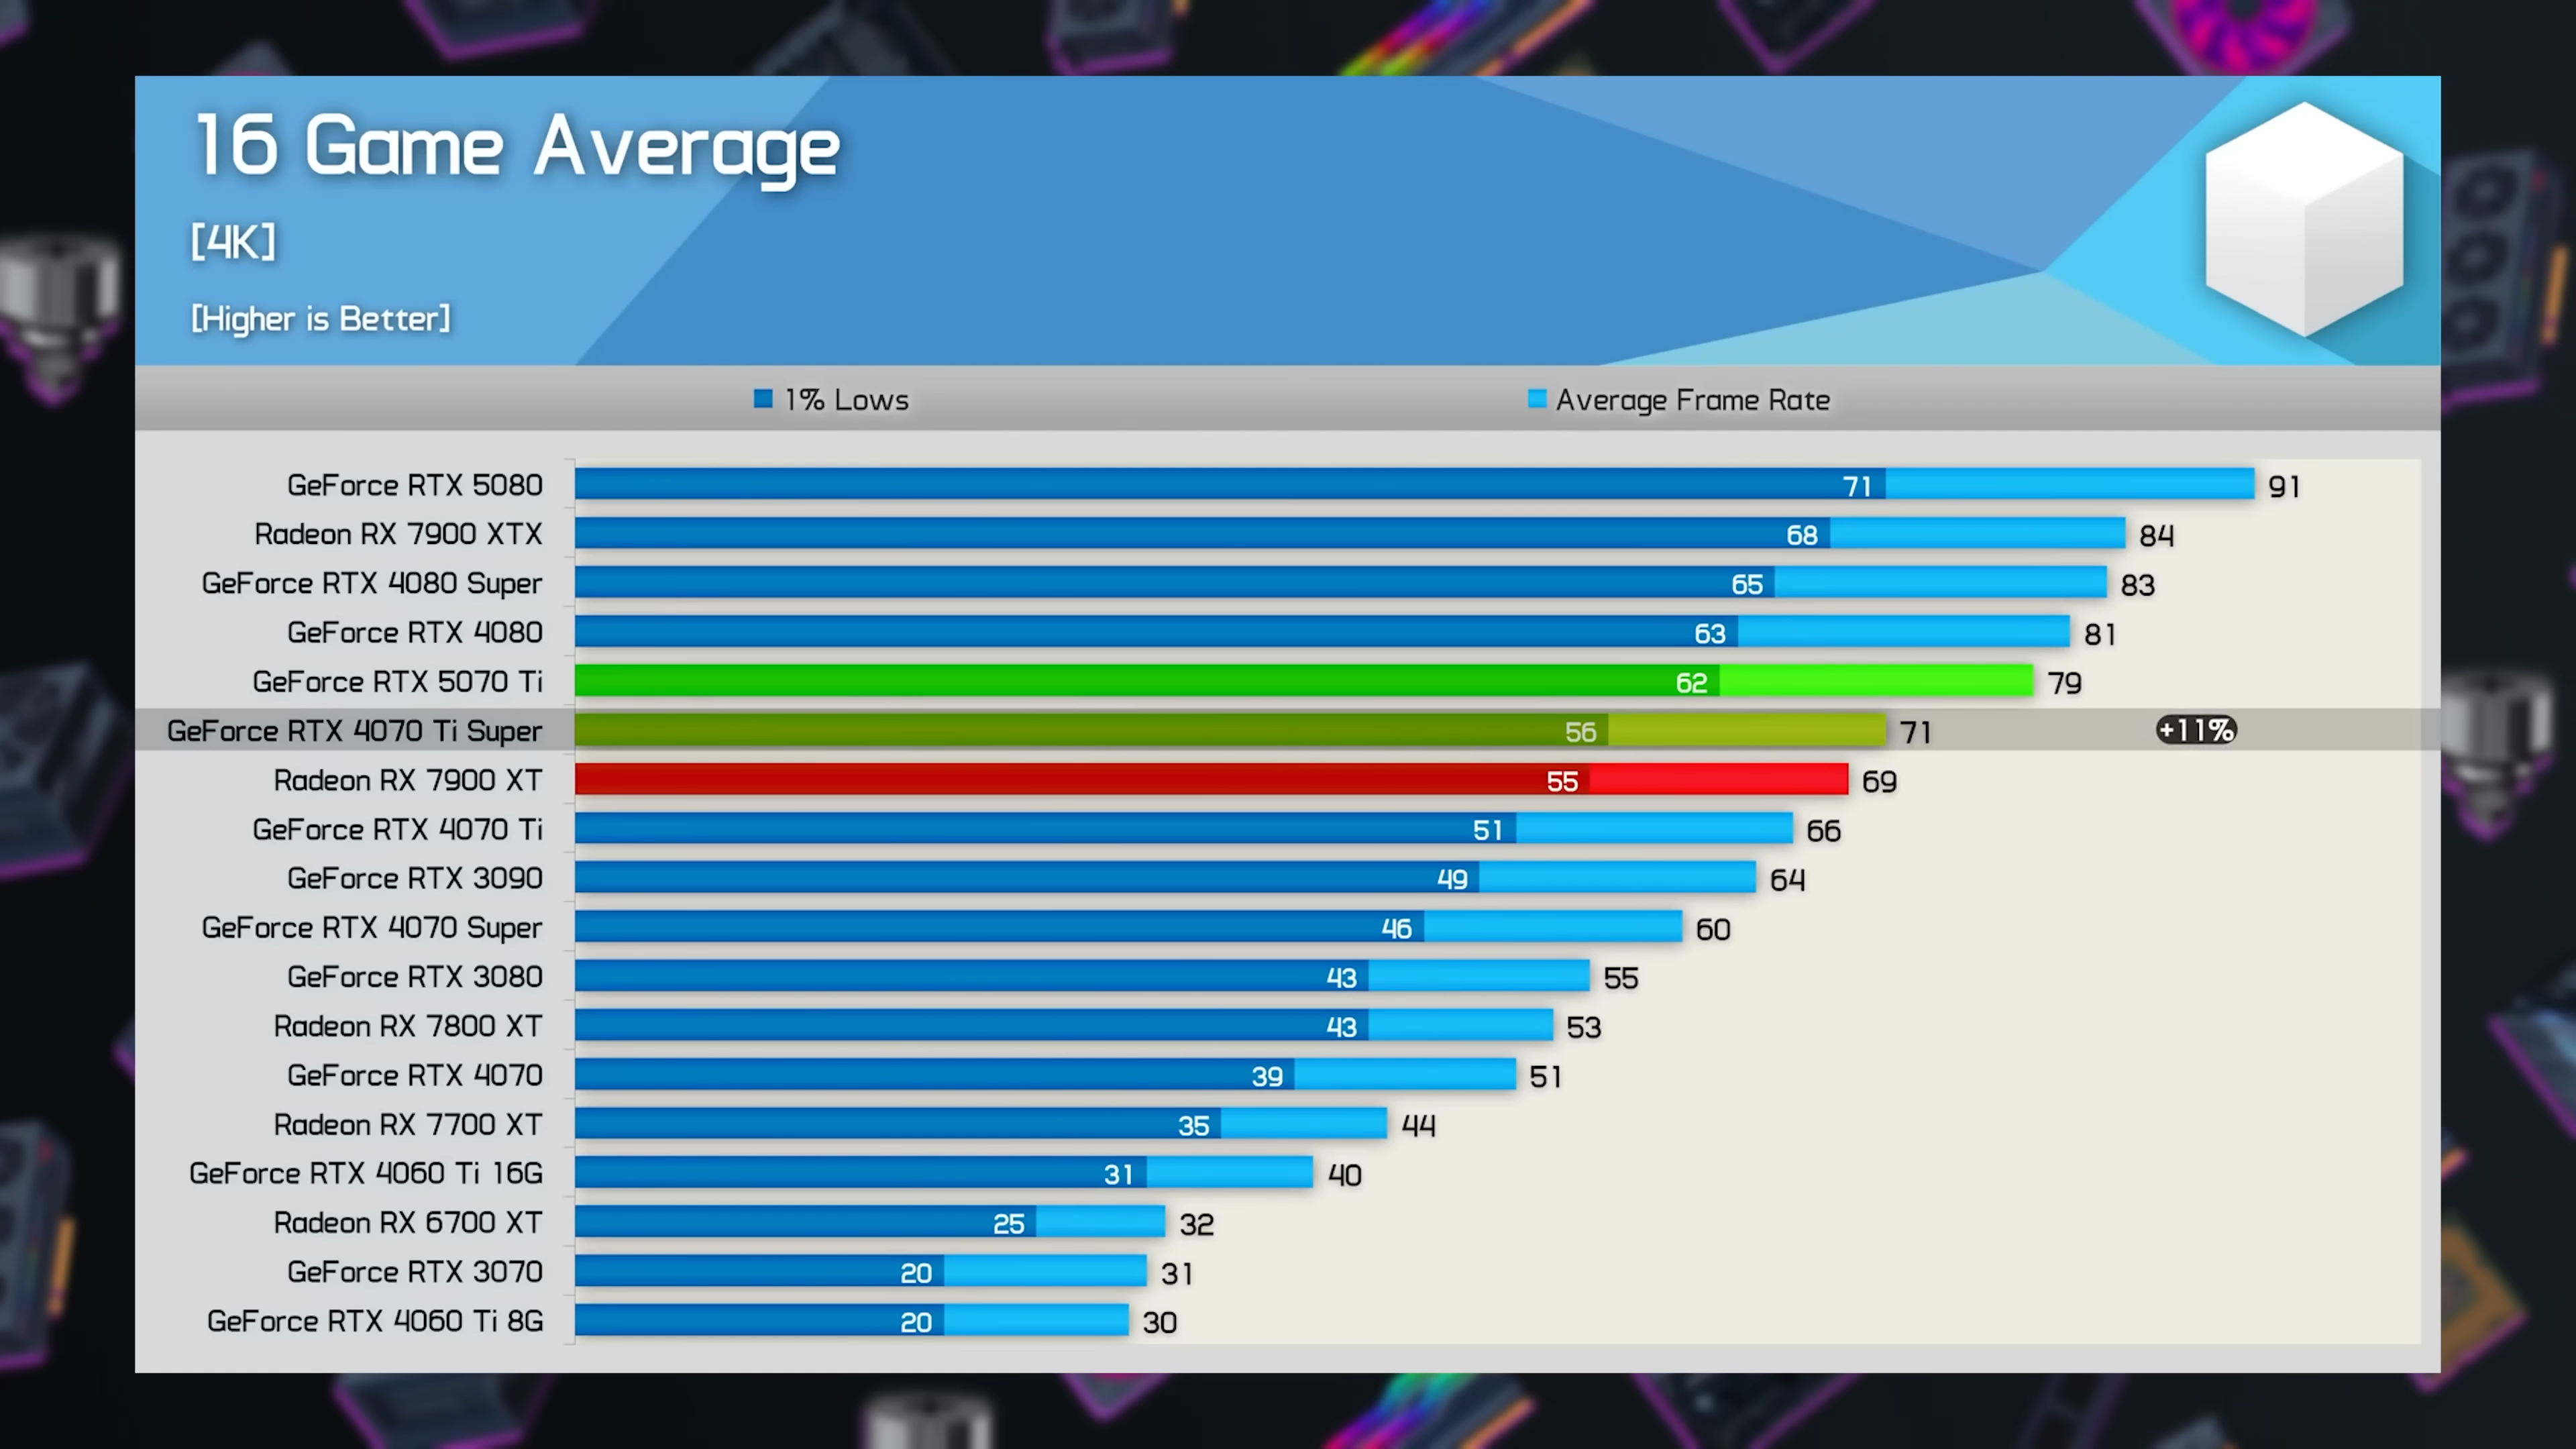 16 Game Average
[4K]
[Higher is Better]
1% Lows Average Frame Rate
GeForce RTX 5080 71 91
Radeon RX 7900 XTX 68 84
GeForce RTX 4080 Super 65 83
GeForce RTX 4080 63 81
GeForce RTX 5070 Ti 62 79
GeForce RTX 4070 Ti Super 56 71 +11%
Radeon RX 7900 XT 55 69
GeForce RTX 4070 Ti 51 66
GeForce RTX 3090 49 64
GeForce RTX 4070 Super 46 60
GeForce RTX 3080 43 55
Radeon RX 7800 XT 43 53
GeForce RTX 4070 39 51
Radeon RX 7700 XT 35 44
GeForce RTX 4060 Ti 16G 31 40
Radeon RX 6700 XT 25 32
GeForce RTX 3070 20 31
GeForce RTX 4060 Ti 8G 20 30